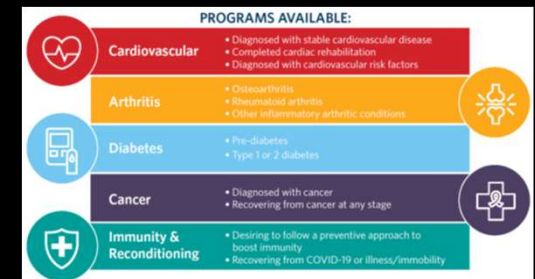 PROGRAMS AVAILABLE:
Cardiovascular
• Diagnosed with stable cardiovascular disease
• Completed cardiac rehabilitation
• Diagnosed with cardiovascular risk factors
Arthritis
• Osteoarthritis
• Rheumatoid arthritis
• Other inflammatory arthritic conditions
Diabetes
• Pre-diabetes
• Type 1 or 2 diabetes
Cancer
• Diagnosed with cancer
• Recovering from cancer at any stage
Immunity &
Reconditioning
• Desiring to follow a preventive approach to
boost immunity
• Recovering from COVID-19 or illness/immobility